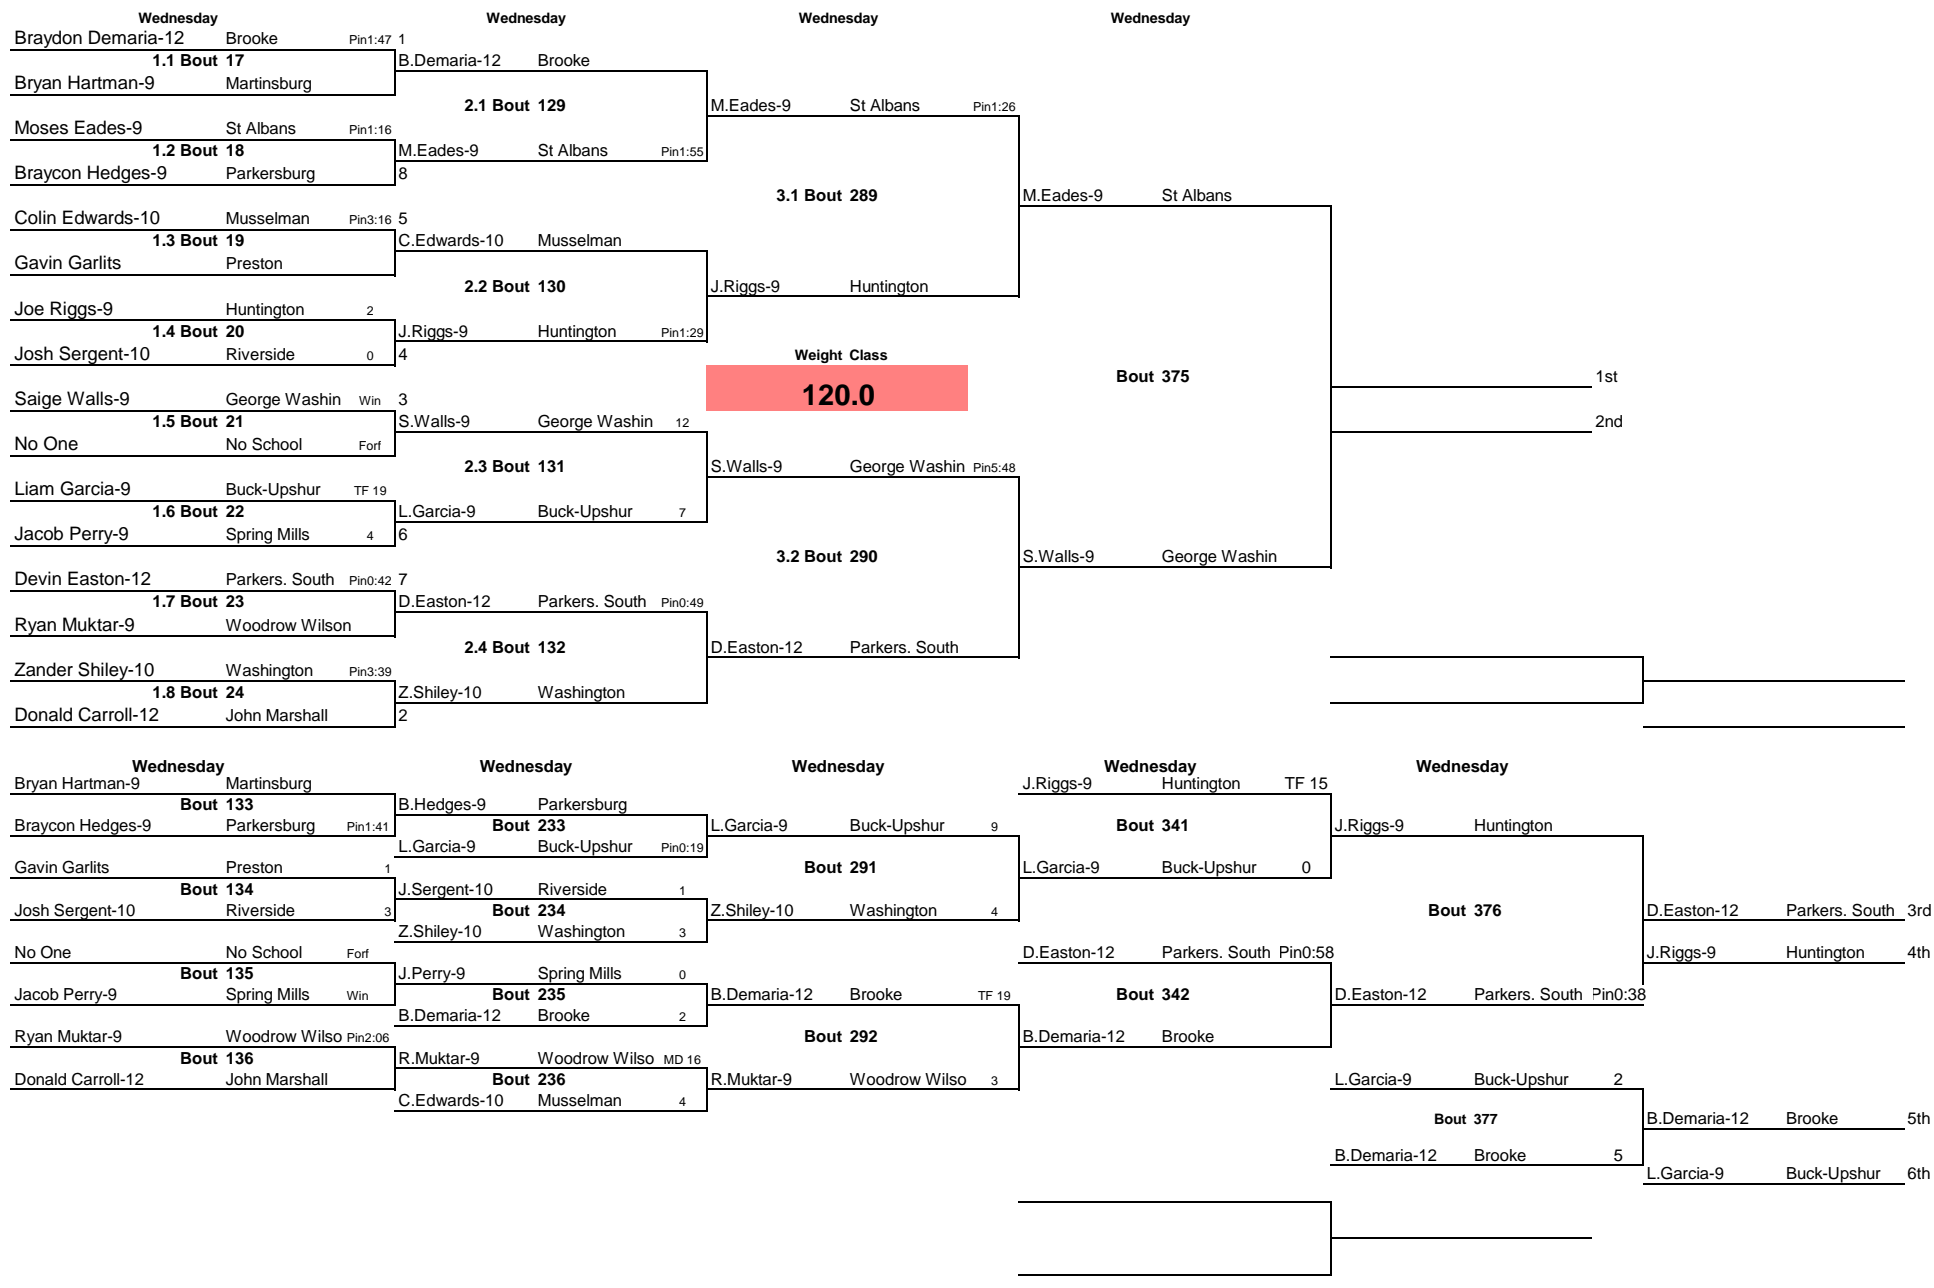 Wednesday Wednesday Wednesday Wednesday
Braydon Demaria-12 Brooke Pin1:47 1
1.1 Bout 17 B.Demaria-12 Brooke
Bryan Hartman-9 Martinsburg
2.1 Bout 129 M.Eades-9 St Albans Pin1:26
Moses Eades-9 St Albans Pin1:16
1.2 Bout 18 M.Eades-9 St Albans Pin1:55
Braycon Hedges-9 Parkersburg 8
3.1 Bout 289 M.Eades-9 St Albans
Colin Edwards-10 Musselman Pin3:16 5
1.3 Bout 19 C.Edwards-10 Musselman
Gavin Garlits Preston
2.2 Bout 130 J.Riggs-9 Huntington
Joe Riggs-9 Huntington 2
1.4 Bout 20 J.Riggs-9 Huntington Pin1:29
Josh Sergent-10 Riverside 0 4 Weight Class
Bout 375 1st
Saige Walls-9 George Washin Win 3 120.0
1.5 Bout 21 S.Walls-9 George Washin 12 2nd
No One No School Forf
2.3 Bout 131 S.Walls-9 George Washin Pin5:48
Liam Garcia-9 Buck-Upshur TF 19
1.6 Bout 22 L.Garcia-9 Buck-Upshur 7
Jacob Perry-9 Spring Mills 4 6
3.2 Bout 290 S.Walls-9 George Washin
Devin Easton-12 Parkers. South Pin0:42 7
1.7 Bout 23 D.Easton-12 Parkers. South Pin0:49
Ryan Muktar-9 Woodrow Wilson
2.4 Bout 132 D.Easton-12 Parkers. South
Zander Shiley-10 Washington Pin3:39
1.8 Bout 24 Z.Shiley-10 Washington
Donald Carroll-12 John Marshall 2
Wednesday Wednesday Wednesday Wednesday Wednesday
Bryan Hartman-9 Martinsburg J.Riggs-9 Huntington TF 15
Bout 133 B.Hedges-9 Parkersburg
Braycon Hedges-9 Parkersburg Pin1:41 Bout 233 L.Garcia-9 Buck-Upshur 9 Bout 341 J.Riggs-9 Huntington
L.Garcia-9 Buck-Upshur Pin0:19
Gavin Garlits Preston 1 Bout 291 L.Garcia-9 Buck-Upshur 0
Bout 134 J.Sergent-10 Riverside 1
Josh Sergent-10 Riverside 3 Bout 234 Z.Shiley-10 Washington 4 Bout 376 D.Easton-12 Parkers. South 3rd
Z.Shiley-10 Washington 3
No One No School Forf D.Easton-12 Parkers. South Pin0:58 J.Riggs-9 Huntington 4th
Bout 135 J.Perry-9 Spring Mills 0
Jacob Perry-9 Spring Mills Win Bout 235 B.Demaria-12 Brooke TF 19 Bout 342 D.Easton-12 Parkers. South Pin0:38
B.Demaria-12 Brooke 2
Ryan Muktar-9 Woodrow Wilso Pin2:06 Bout 292 B.Demaria-12 Brooke
Bout 136 R.Muktar-9 Woodrow Wilso MD 16
Donald Carroll-12 John Marshall Bout 236 R.Muktar-9 Woodrow Wilso 3 L.Garcia-9 Buck-Upshur 2
C.Edwards-10 Musselman 4
Bout 377 B.Demaria-12 Brooke 5th
B.Demaria-12 Brooke 5
L.Garcia-9 Buck-Upshur 6th